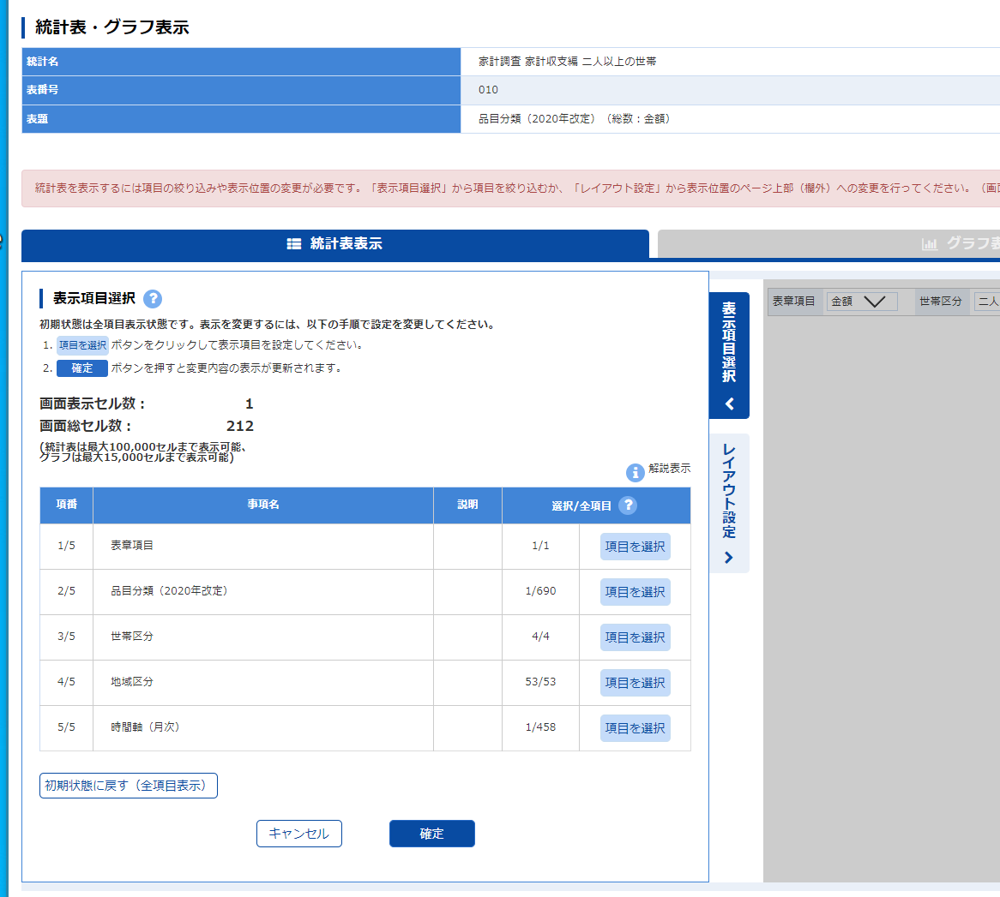 統計表・グラフ表示
統計名 家計調査 家計収支編 二人以上の世帯
表番号 010
表題 品目分類（2020年改定）（総数：金額）
統計表を表示するには項目の絞り込みや表示位置の変更が必要です。「表示項目選択」から項目を絞り込むか、「レイアウト設定」から表示位置のページ上部（欄外）への変更を行ってください。（画
統計表表示
グラフ表
表示項目選択 ?
初期状態は全項目表示状態です。表示を変更するには、以下の手順で設定を変更してください。
1. 項目を選択 ボタンをクリックして表示項目を設定してください。
2. 確定 ボタンを押すと変更内容の表示が更新されます。
画面表示セル数： 1
画面総セル数： 212
(統計表は最大100,000セルまで表示可能、
グラフは最大15,000セルまで表示可能)
i 解説表示
項番 事項名 説明 選択/全項目 ?
1/5 表章項目 1/1 項目を選択
2/5 品目分類（2020年改定） 1/690 項目を選択
3/5 世帯区分 4/4 項目を選択
4/5 地域区分 53/53 項目を選択
5/5 時間軸（月次） 1/458 項目を選択
初期状態に戻す（全項目表示）
キャンセル 確定
表示項目選択
レイアウト設定
表章項目 金額 世帯区分 二人